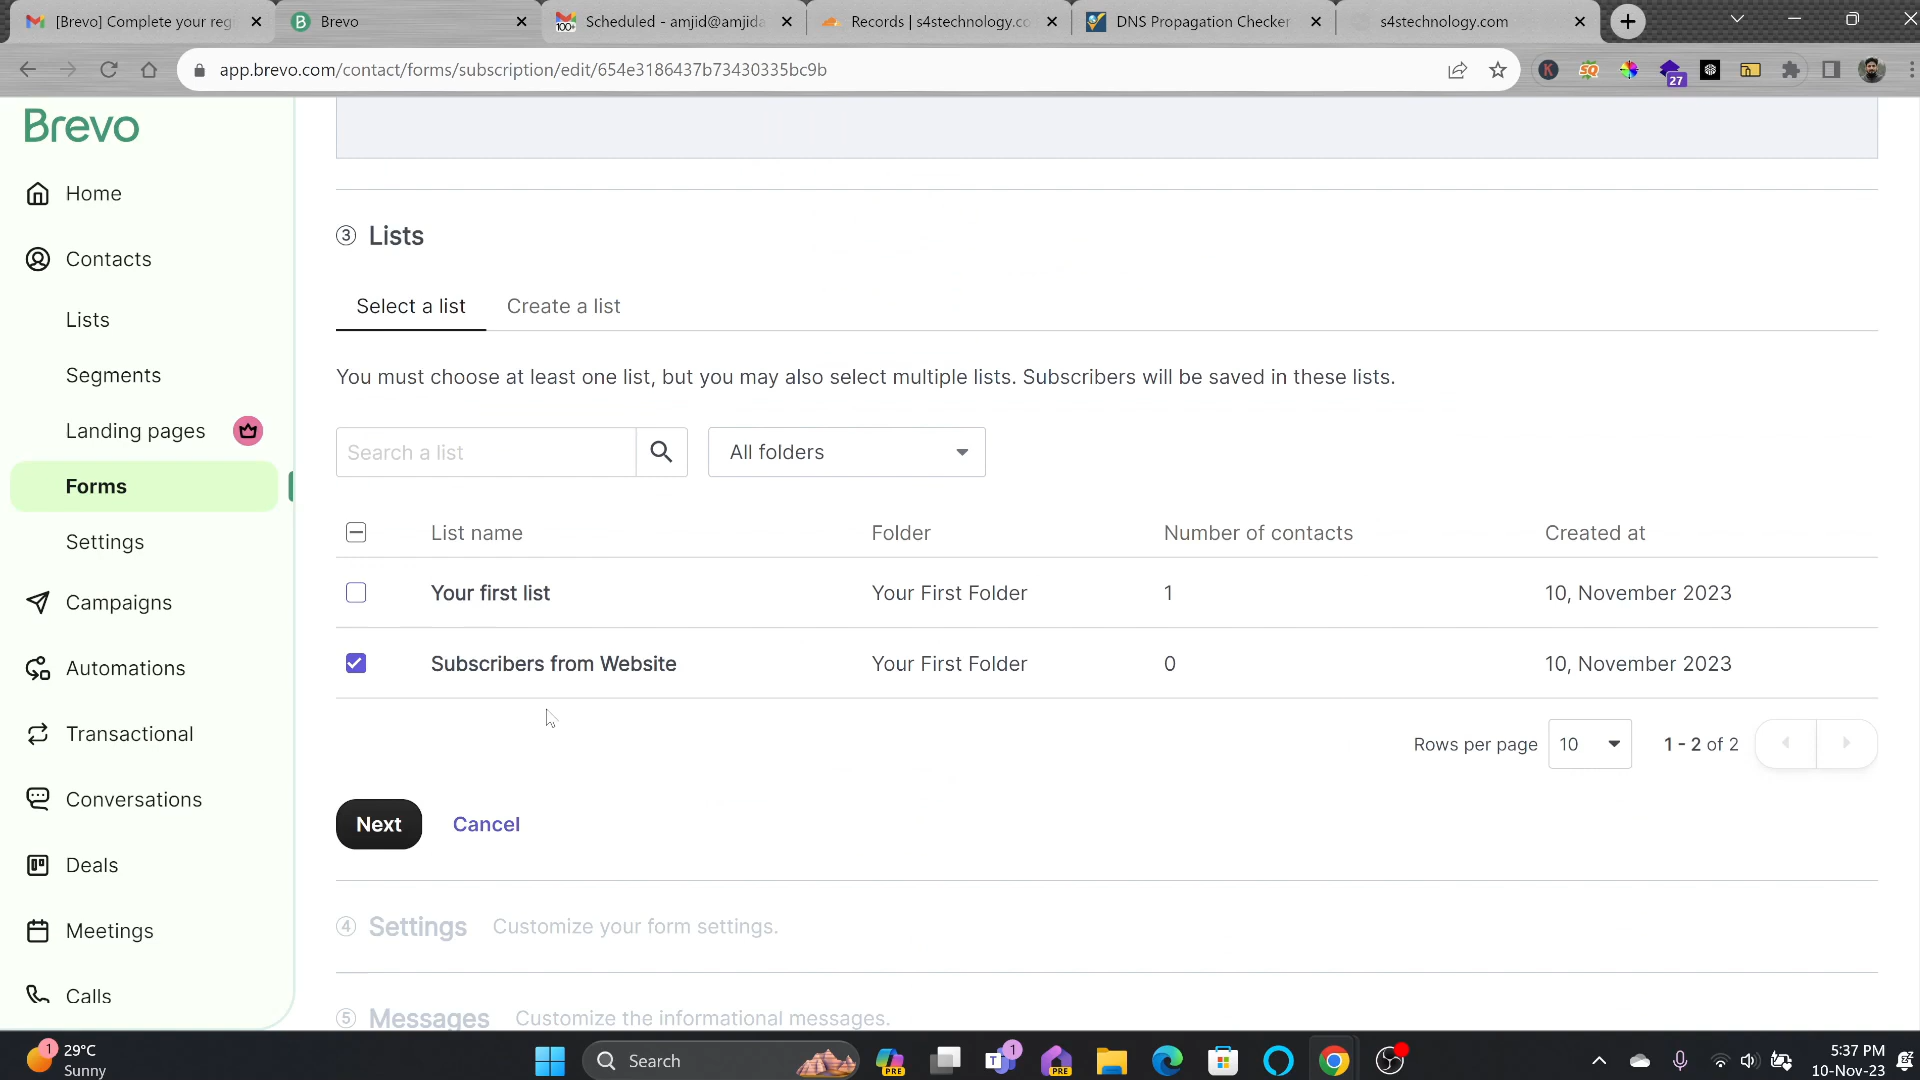 [Brevo] Complete your reg
Brevo
Scheduled - amjid@amjida
Records | s4stechnology.co
DNS Propagation Checker
s4stechnology.com
app.brevo.com/contact/forms/subscription/edit/654e3186437b73430335bc9b
27
Brevo
Home
Contacts
Lists
Segments
Landing pages
Forms
Settings
Campaigns
Automations
Transactional
Conversations
Deals
Meetings
Calls
3 Lists
Select a list Create a list
You must choose at least one list, but you may also select multiple lists. Subscribers will be saved in these lists.
Search a list
All folders
List name Folder Number of contacts Created at
Your first list Your First Folder 1 10, November 2023
Subscribers from Website Your First Folder 0 10, November 2023
Rows per page 10 1 - 2 of 2
Next Cancel
4 Settings Customize your form settings.
5 Messages Customize the informational messages.
1
29°C
Sunny
Search
PRE
1
PRE
5:37 PM
10-Nov-23